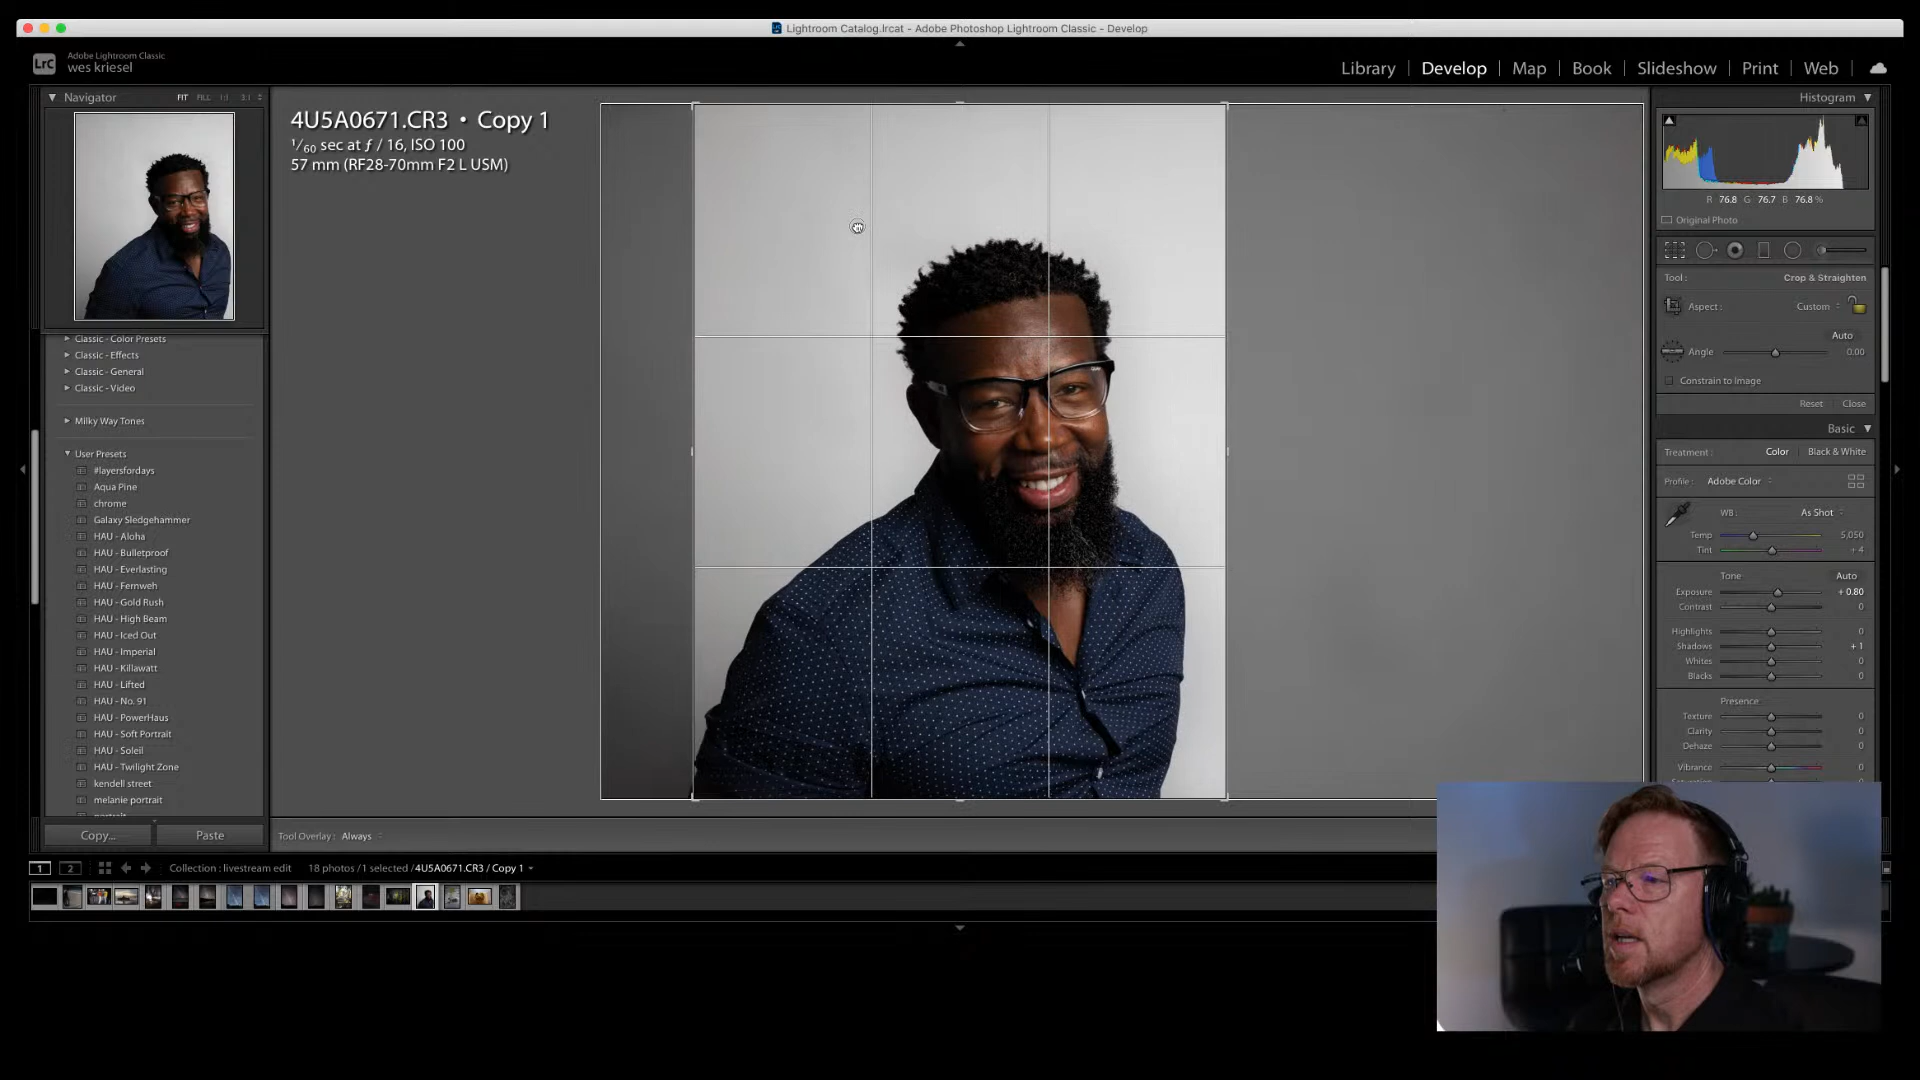 Lightroom Catalog.lrcat - Adobe Photoshop Lightroom Classic - Develop
LrC
Adobe Lightroom Classic
wes kriesel
Library | Develop | Map | Book | Slideshow | Print | Web
Navigator
FIT FILL 1:1 2:1
Classic - Color Presets
Classic - Effects
Classic - General
Classic - Video
Milky Way Tones
User Presets
#layersfordays
Aqua Pine
chrome
Galaxy Sledgehammer
HAU - Aloha
HAU - Bulletproof
HAU - Everlasting
HAU - Fernweh
HAU - Gold Rush
HAU - High Beam
HAU - Iced Out
HAU - Imperial
HAU - Killawatt
HAU - Lifted
HAU - No. 91
HAU - PowerHaus
HAU - Soft Portrait
HAU - Soleil
HAU - Twilight Zone
kendell street
melanie portrait
Copy... Paste
4U5A0671.CR3 • Copy 1
1/60 sec at ƒ / 16, ISO 100
57 mm (RF28-70mm F2 L USM)
Tool Overlay : Always
Histogram
R 76.8 G 76.7 B 76.8 %
Original Photo
Tool : Crop & Straighten
Aspect : Custom
Auto
Angle 0.00
Constrain to Image
Reset Close
Basic
Treatment : Color Black & White
Profile : Adobe Color
WB : As Shot
Temp 5,050
Tint + 4
Tone Auto
Exposure + 0.80
Contrast 0
Highlights 0
Shadows + 1
Whites 0
Blacks 0
Presence
Texture 0
Clarity 0
Dehaze 0
Vibrance 0
1 2 Collection : livestream edit 18 photos / 1 selected / 4U5A0671.CR3 / Copy 1